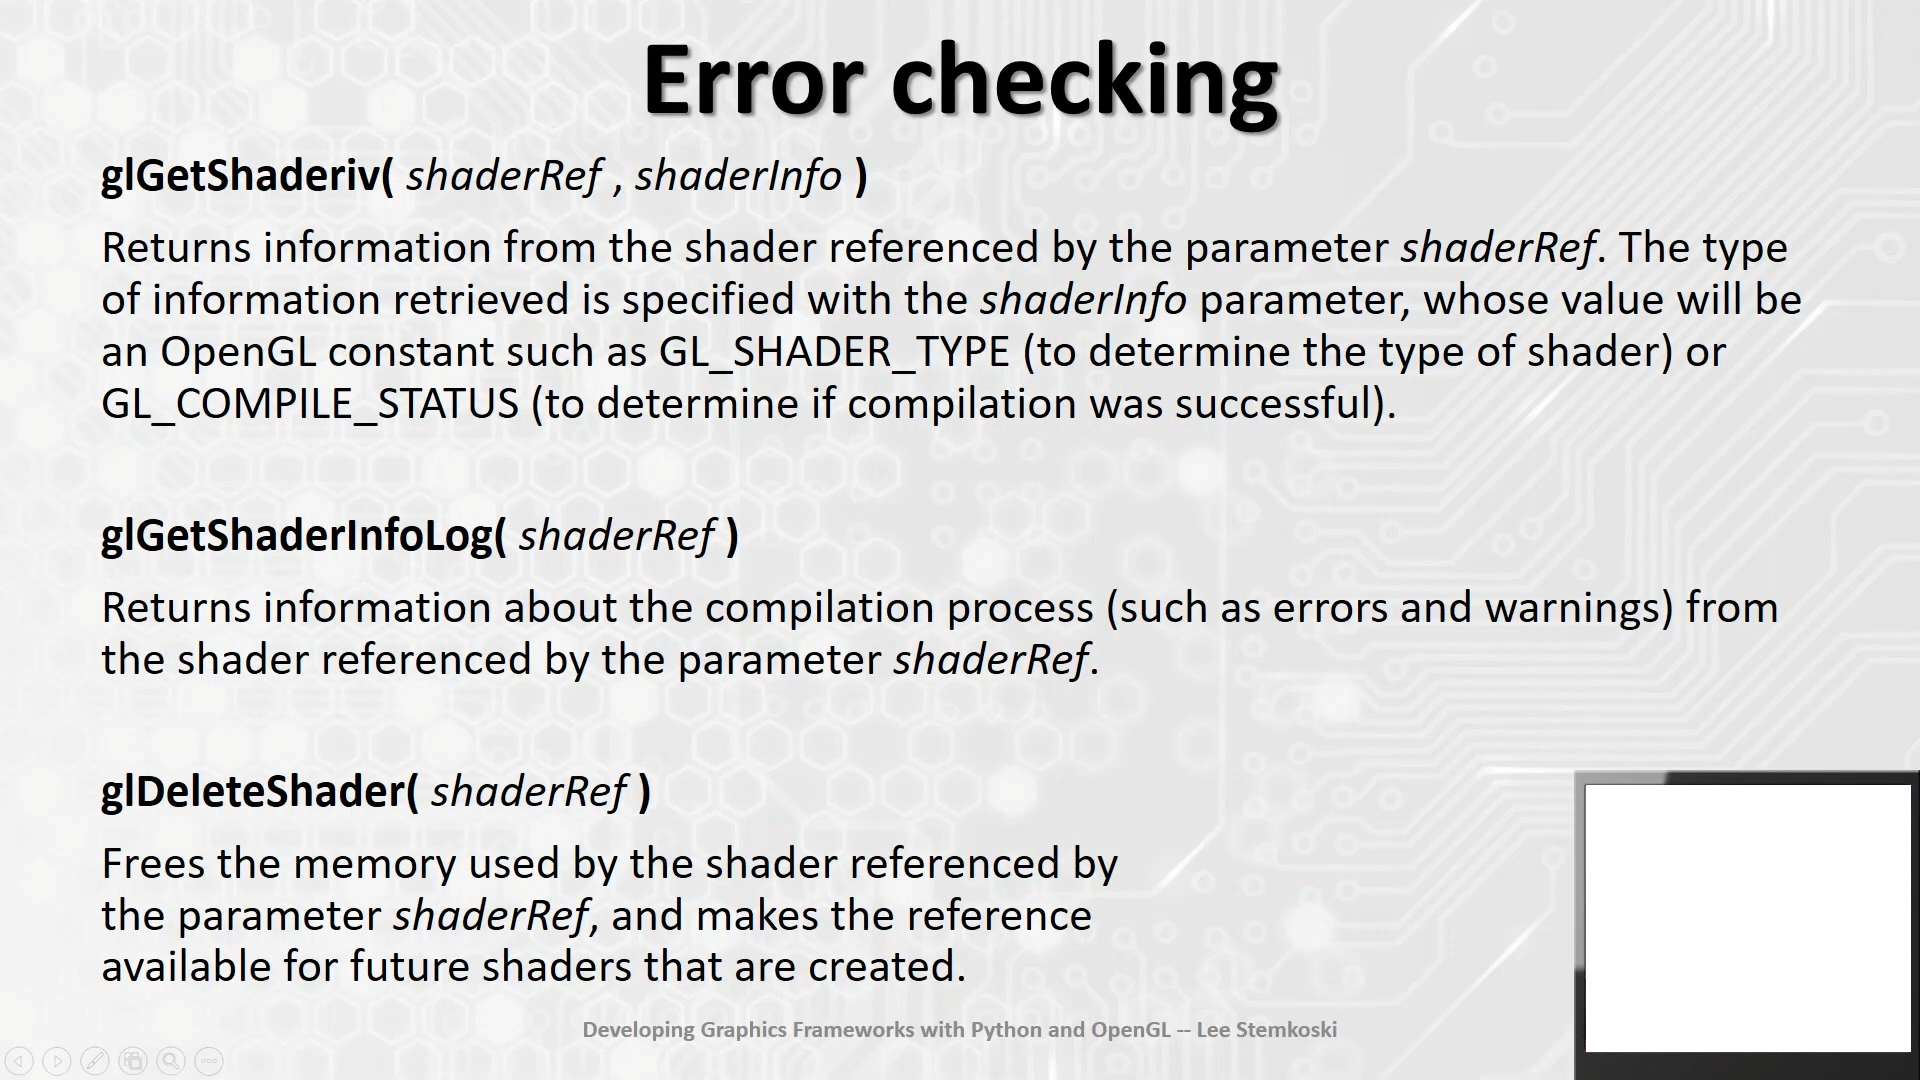 Error checking
glGetShaderiv( shaderRef , shaderInfo )
Returns information from the shader referenced by the parameter shaderRef. The type
of information retrieved is specified with the shaderInfo parameter, whose value will be
an OpenGL constant such as GL_SHADER_TYPE (to determine the type of shader) or
GL_COMPILE_STATUS (to determine if compilation was successful).
glGetShaderInfoLog( shaderRef )
Returns information about the compilation process (such as errors and warnings) from
the shader referenced by the parameter shaderRef.
glDeleteShader( shaderRef )
Frees the memory used by the shader referenced by
the parameter shaderRef, and makes the reference
available for future shaders that are created.
Developing Graphics Frameworks with Python and OpenGL -- Lee Stemkoski